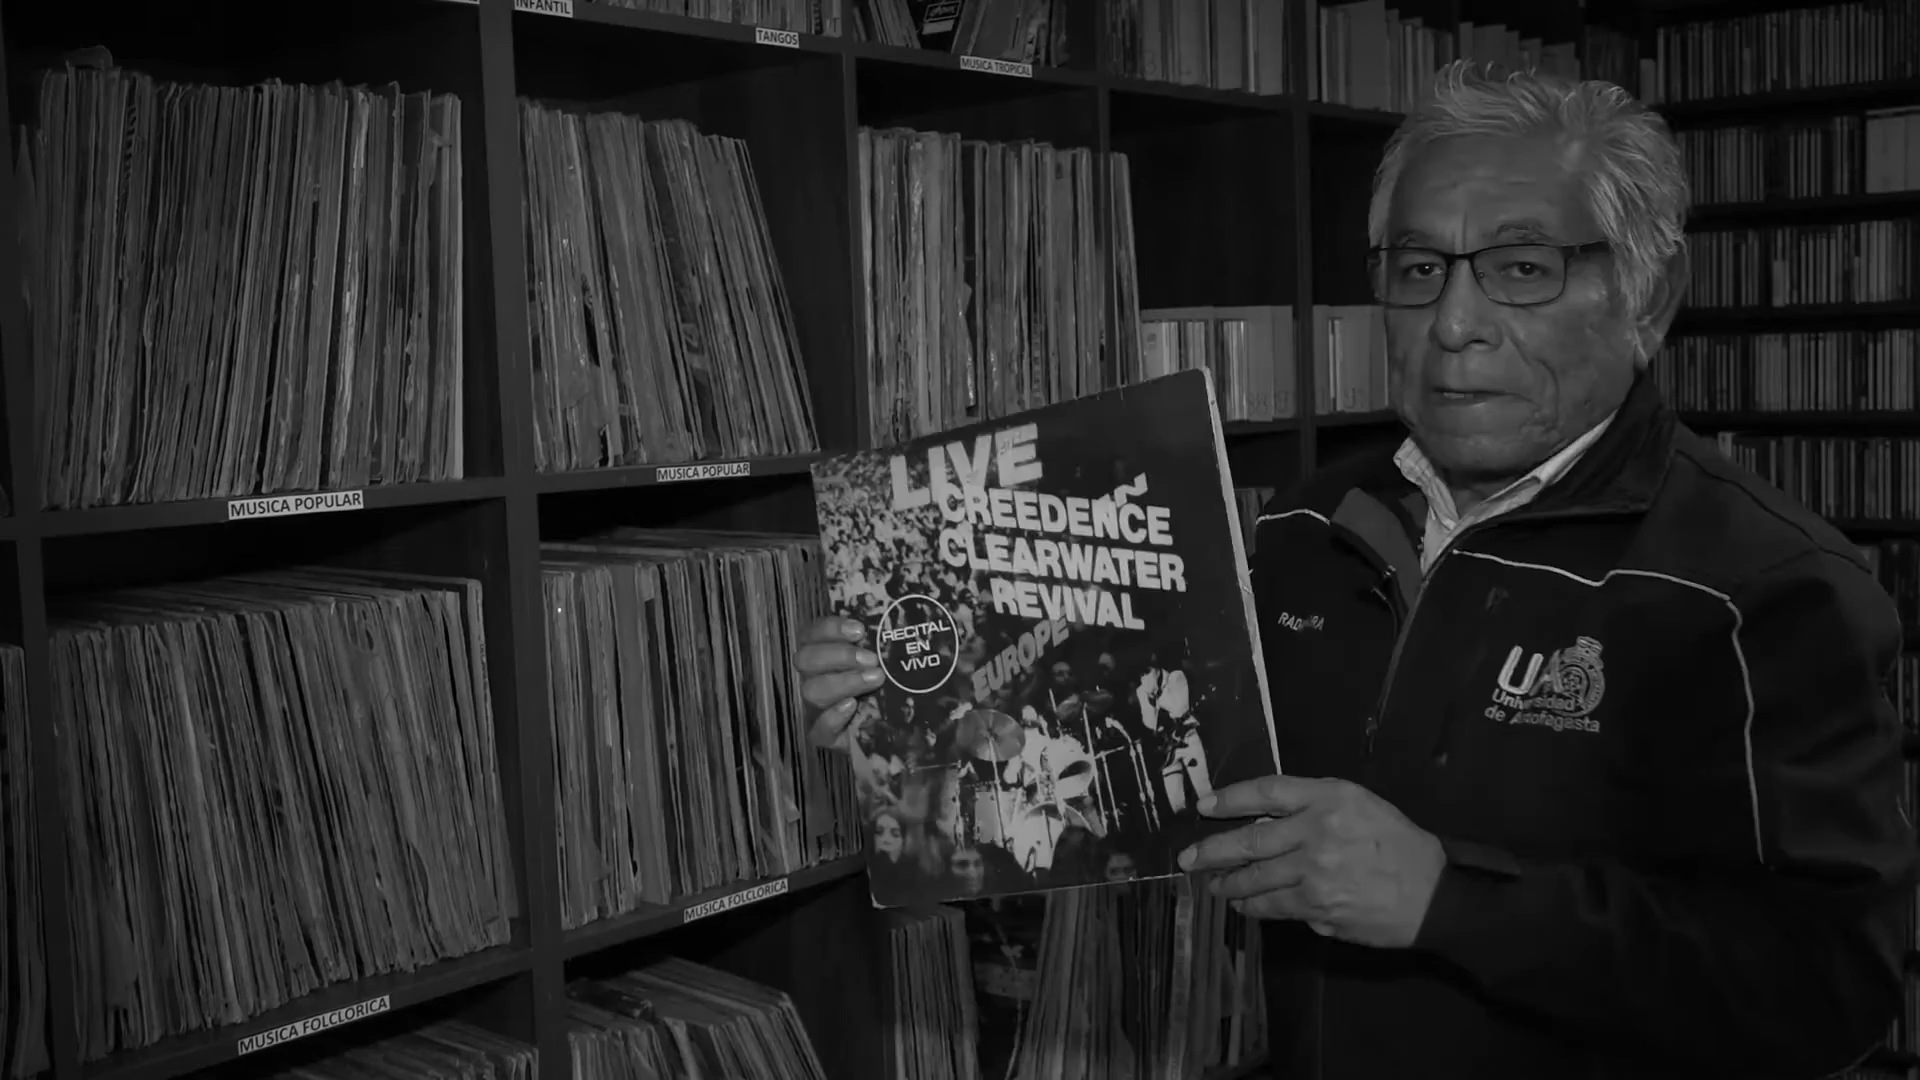 INFANTIL
TANGOS
MUSICA TROPICAL
MUSICA POPULAR
MUSICA POPULAR
LIVE
CREEDENCE
CLEARWATER
REVIVAL
EUROPE
RECITAL
EN
VIVO
UA
Universidad
de Antofagasta
MUSICA FOLCLORICA
MUSICA FOLCLORICA